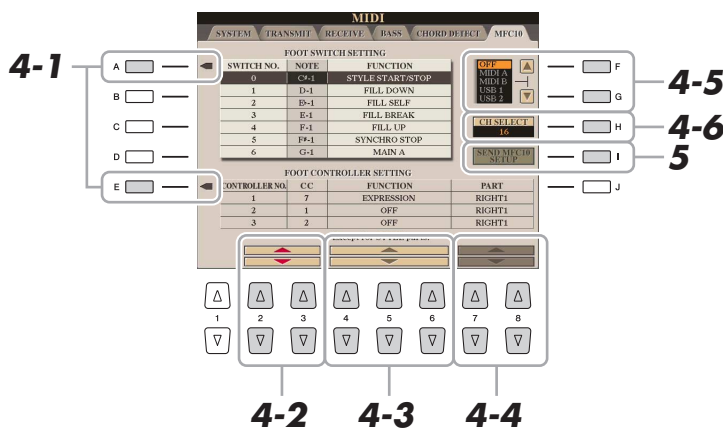 MIDI
SYSTEM TRANSMIT RECEIVE BASS CHORD DETECT MFC10
4-1
A
B
C
D
E
FOOT SWITCH SETTING
SWITCH NO. NOTE FUNCTION
0 C#-1 STYLE START/STOP
1 D-1 FILL DOWN
2 E♭-1 FILL SELF
3 E-1 FILL BREAK
4 F-1 FILL UP
5 F#-1 SYNCHRO STOP
6 G-1 MAIN A
OFF
MIDI A
MIDI B
USB 1
USB 2
CH SELECT
16
SEND MFC10
SETUP
F
G
H
I
J
4-5
4-6
5
FOOT CONTROLLER SETTING
CONTROLLER NO. CC FUNCTION PART
1 7 EXPRESSION RIGHT1
2 1 OFF RIGHT1
3 2 OFF RIGHT1
1 2 3 4 5 6 7 8
4-2 4-3 4-4